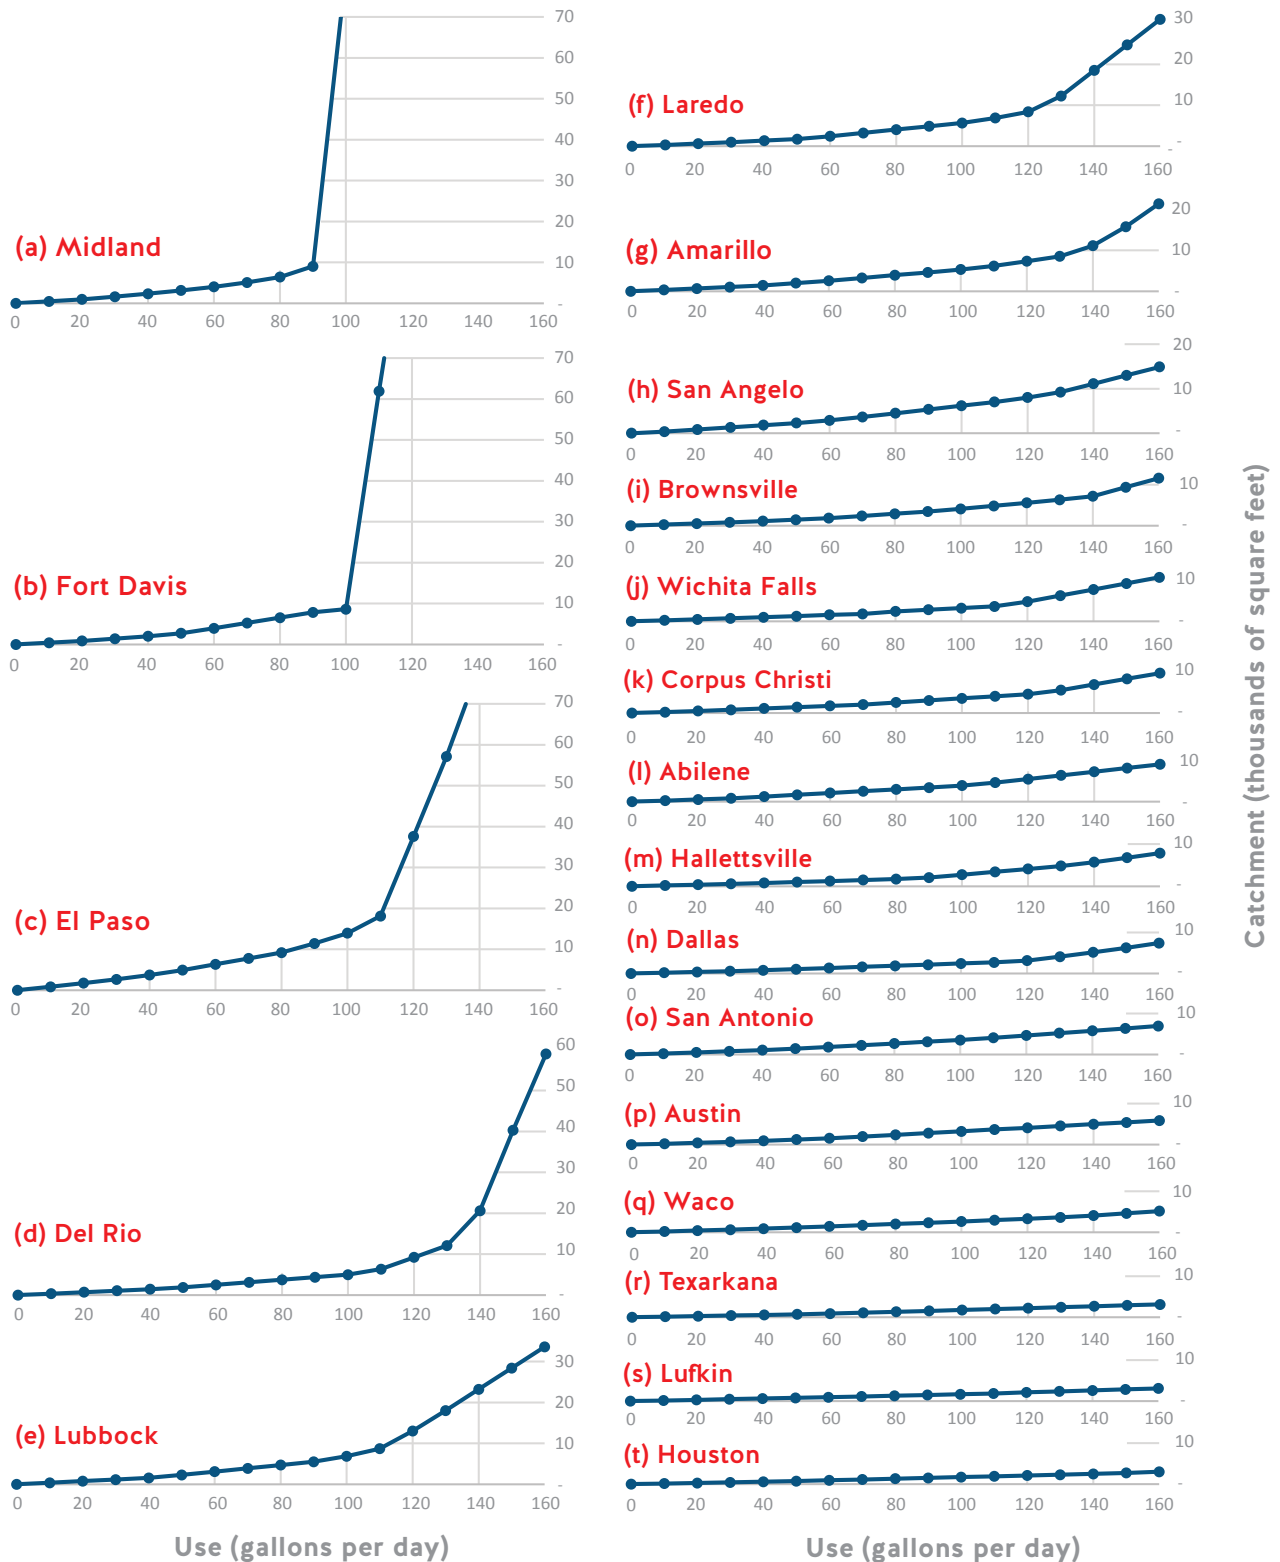 70
60
50
40
30
20
10
-
(a) Midland
0 20 40 60 80 100 120 140 160
70
60
50
40
30
20
10
-
(b) Fort Davis
0 20 40 60 80 100 120 140 160
70
60
50
40
30
20
10
-
(c) El Paso
0 20 40 60 80 100 120 140 160
60
50
40
30
20
10
-
(d) Del Rio
0 20 40 60 80 100 120 140 160
30
20
10
-
(e) Lubbock
0 20 40 60 80 100 120 140 160
Use (gallons per day)
30
20
10
-
-
(f) Laredo
0 20 40 60 80 100 120 140 160
20
10
-
(g) Amarillo
0 20 40 60 80 100 120 140 160
20
10
-
(h) San Angelo
0 20 40 60 80 100 120 140 160
(i) Brownsville
10
-
0 20 40 60 80 100 120 140 160
(j) Wichita Falls
10
-
0 20 40 60 80 100 120 140 160
(k) Corpus Christi
10
-
0 20 40 60 80 100 120 140 160
(l) Abilene
10
-
0 20 40 60 80 100 120 140 160
(m) Hallettsville
10
-
0 20 40 60 80 100 120 140 160
(n) Dallas
10
-
0 20 40 60 80 100 120 140 160
(o) San Antonio
10
-
0 20 40 60 80 100 120 140 160
(p) Austin
10
-
0 20 40 60 80 100 120 140 160
(q) Waco
10
-
0 20 40 60 80 100 120 140 160
(r) Texarkana
10
-
0 20 40 60 80 100 120 140 160
(s) Lufkin
10
-
0 20 40 60 80 100 120 140 160
(t) Houston
10
-
0 20 40 60 80 100 120 140 160
Use (gallons per day)
Catchment (thousands of square feet)